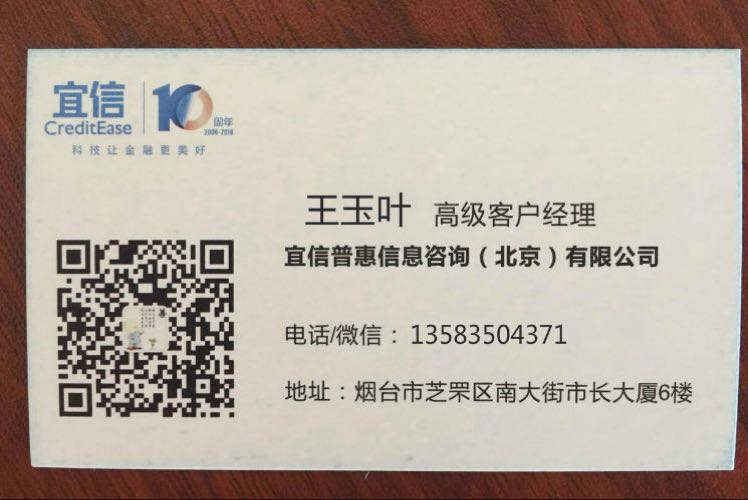 宜信
CreditEase
10
周年
2006-2016
科技让金融更美好
王玉叶 高级客户经理
宜信普惠信息咨询（北京）有限公司
电话/微信： 13583504371
地址：烟台市芝罘区南大街市长大厦6楼